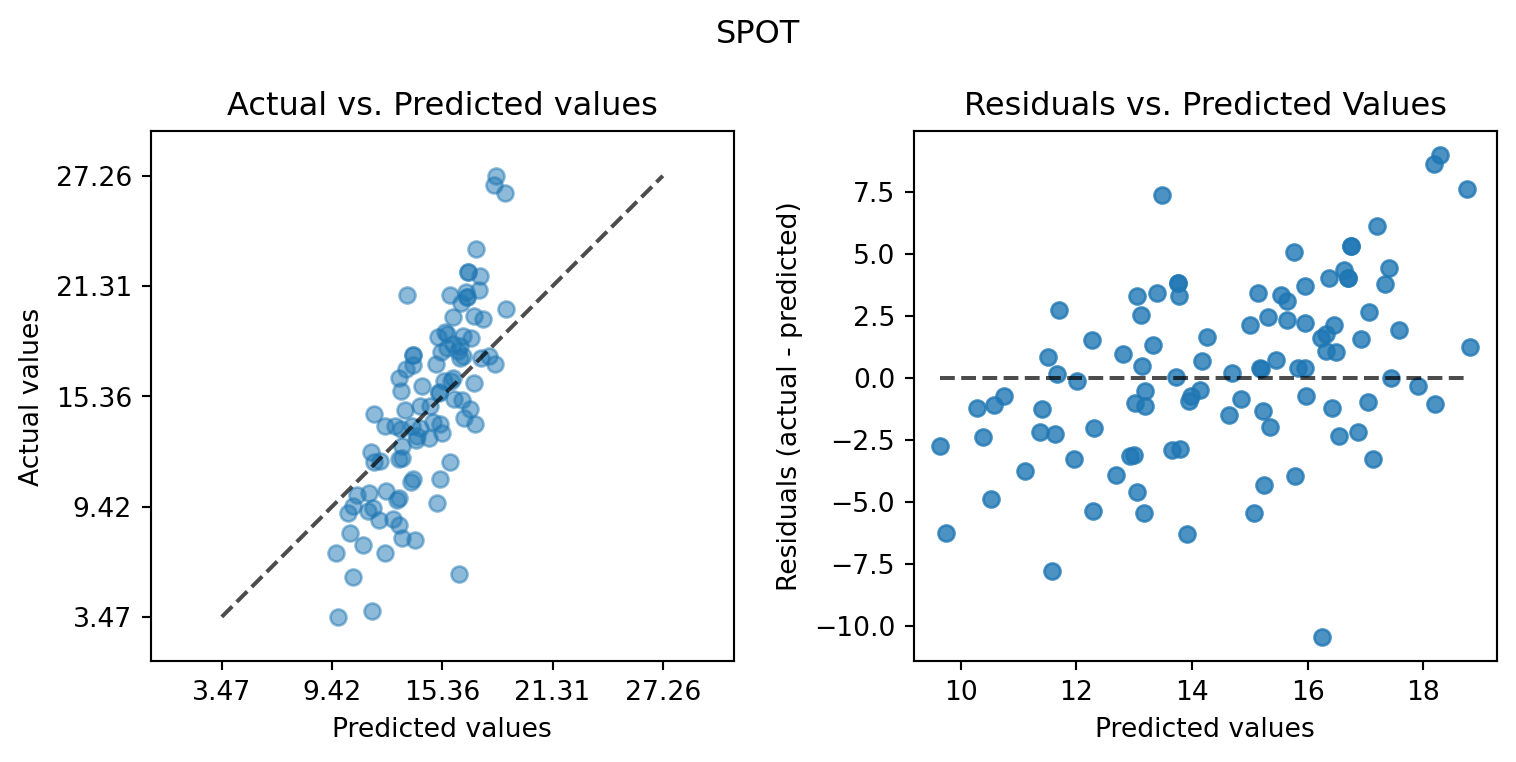 SPOT
Actual vs. Predicted values
27.26
21.31
15.36
9.42
3.47
Actual values
3.47 9.42 15.36 21.31 27.26
Predicted values
Residuals vs. Predicted Values
7.5
5.0
2.5
0.0
−2.5
−5.0
−7.5
−10.0
Residuals (actual - predicted)
10 12 14 16 18
Predicted values